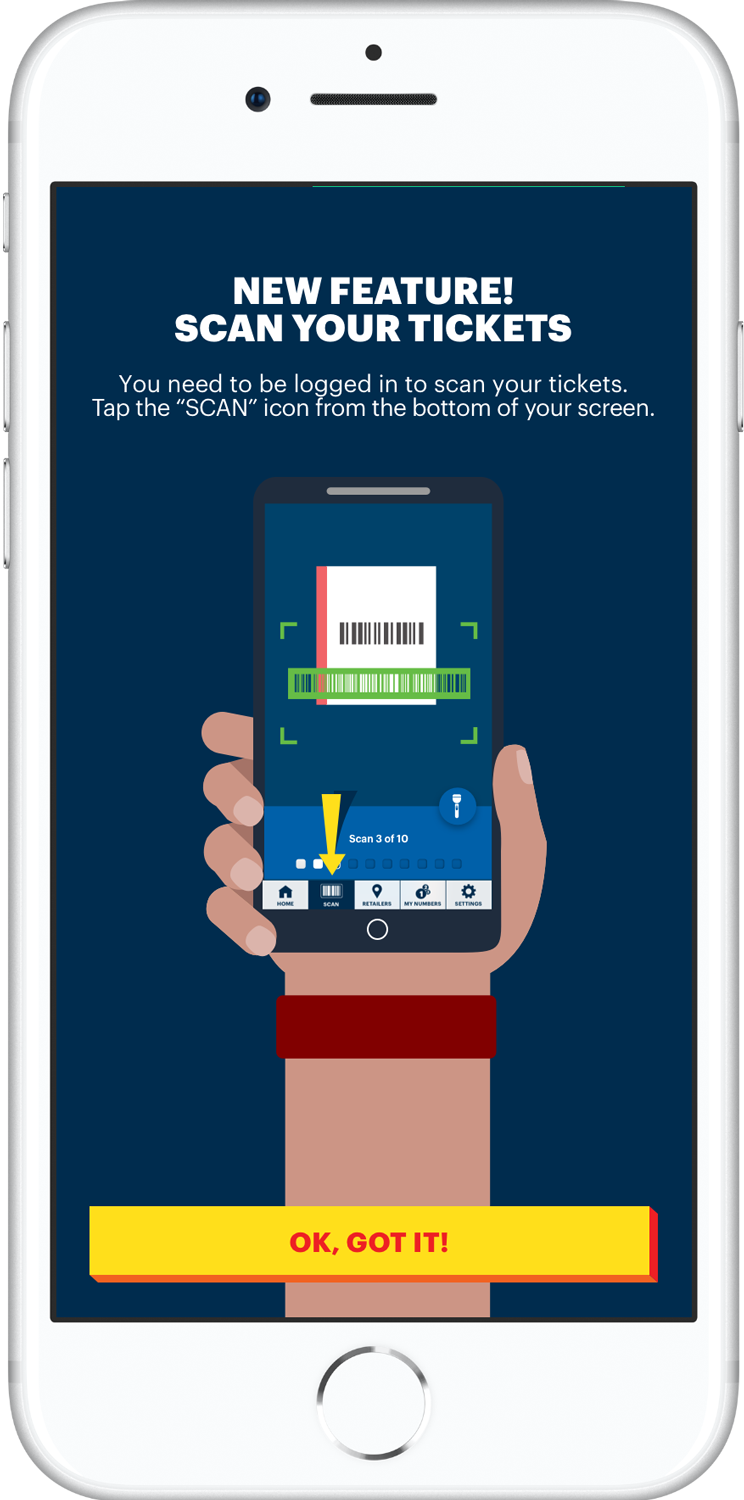 NEW FEATURE!
SCAN YOUR TICKETS
You need to be logged in to scan your tickets.
Tap the “SCAN” icon from the bottom of your screen.
Scan 3 of 10
HOME
SCAN
RETAILERS
MY NUMBERS
SETTINGS
OK, GOT IT!